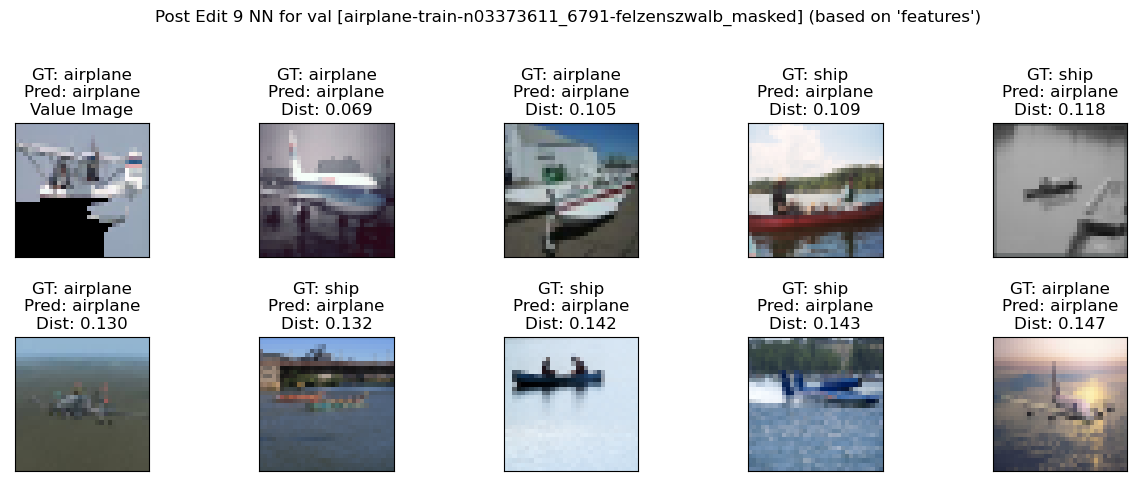 Post Edit 9 NN for val [airplane-train-n03373611_6791-felzenszwalb_masked] (based on 'features')
GT: airplane
Pred: airplane
Value Image
GT: airplane
Pred: airplane
Dist: 0.069
GT: airplane
Pred: airplane
Dist: 0.105
GT: ship
Pred: airplane
Dist: 0.109
GT: ship
Pred: airplane
Dist: 0.118
GT: airplane
Pred: airplane
Dist: 0.130
GT: ship
Pred: airplane
Dist: 0.132
GT: ship
Pred: airplane
Dist: 0.142
GT: ship
Pred: airplane
Dist: 0.143
GT: airplane
Pred: airplane
Dist: 0.147